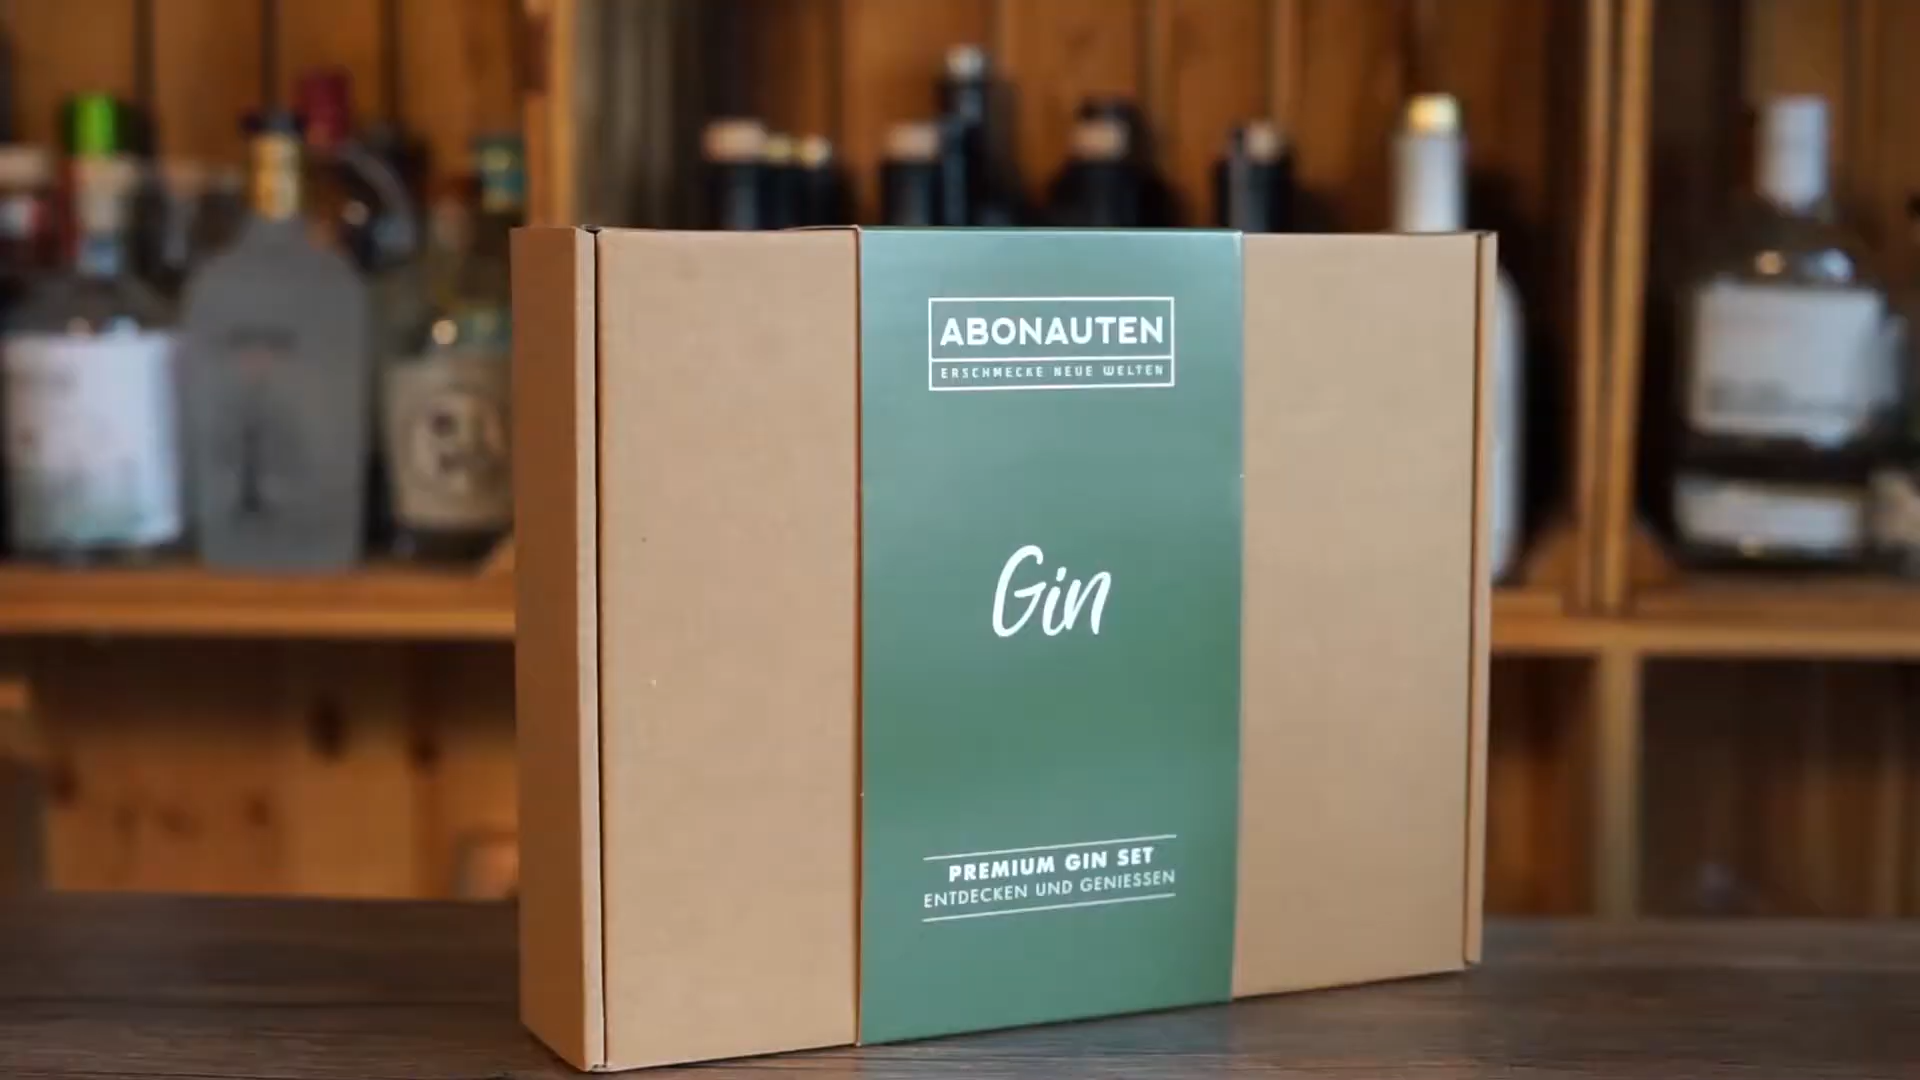 ABONAUTEN
ERSCHMECKE NEUE WELTEN
Gin
PREMIUM GIN SET
ENTDECKEN UND GENIESSEN